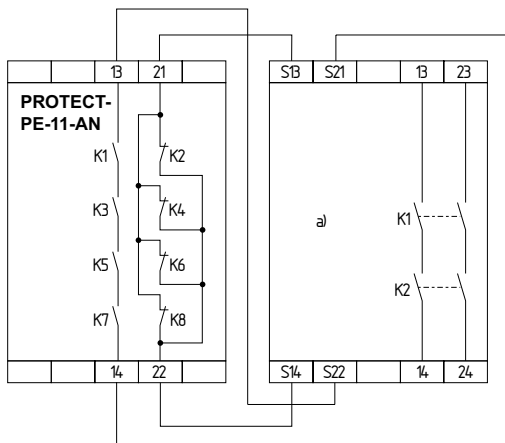 13 21 S13 S21 13 23
PROTECT-
PE-11-AN
K1 K2
K3 K4
a) K1
K5 K6
K2
K7 K8
14 22 S14 S22 14 24